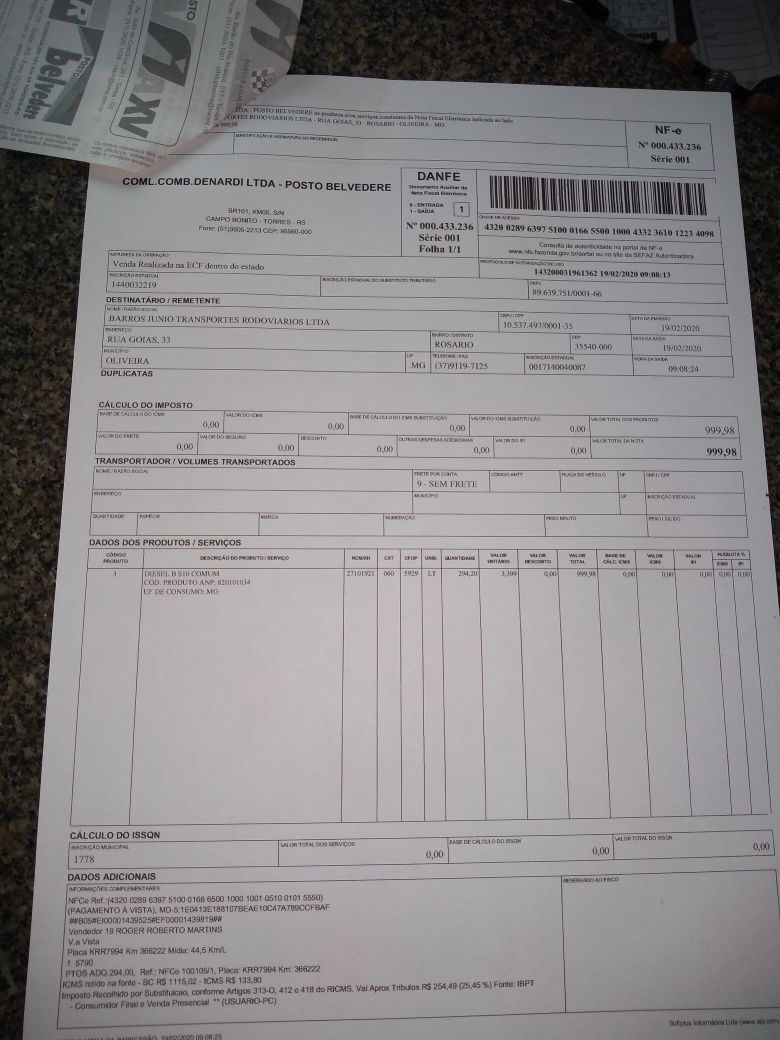 POSTO
belvedere
MAXV
LTDA - POSTO BELVEDERE os produtos e/ou serviços constantes da Nota Fiscal Eletrônica indicada ao lado
PORTES RODOVIARIOS LTDA - RUA GOIAS, 33 - ROSARIO - OLIVEIRA - MG.
R$ 999,98
IDENTIFICAÇÃO E ASSINATURA DO RECEBEDOR
NF-e
Nº 000.433.236
Série 001
COML.COMB.DENARDI LTDA - POSTO BELVEDERE
BR101, KM05, S/N
CAMPO BONITO - TORRES - RS
Fone: (51)3605-2213 CEP: 95560-000
DANFE
Documento Auxiliar da
Nota Fiscal Eletrônica
0 - ENTRADA
1 - SAÍDA 1
Nº 000.433.236
Série 001
Folha 1/1
CHAVE DE ACESSO
4320 0289 6397 5100 0166 5500 1000 4332 3610 1223 4098
Consulta de autenticidade no portal da NF-e
www.nfe.fazenda.gov.br/portal ou no site da SEFAZ Autorizadora
NATUREZA DA OPERAÇÃO
Venda Realizada na ECF dentro do estado
PROTOCOLO DE AUTORIZAÇÃO DE USO
143200031961362 19/02/2020 09:08:13
INSCRIÇÃO ESTADUAL INSCRIÇÃO ESTADUAL DO SUBSTITUTO TRIBUTÁRIO CNPJ
1440032219 89.639.751/0001-66
DESTINATÁRIO / REMETENTE
NOME / RAZÃO SOCIAL CNPJ / CPF DATA DA EMISSÃO
BARROS JUNIO TRANSPORTES RODOVIARIOS LTDA 10.537.497/0001-35 19/02/2020
ENDEREÇO BAIRRO / DISTRITO CEP DATA DA SAÍDA
RUA GOIAS, 33 ROSARIO 35540-000 19/02/2020
MUNICÍPIO UF TELEFONE / FAX INSCRIÇÃO ESTADUAL HORA DA SAÍDA
OLIVEIRA MG (37)9119-7125 0017140040087 09:08:24
DUPLICATAS
CÁLCULO DO IMPOSTO
BASE DE CÁLCULO DO ICMS VALOR DO ICMS BASE DE CÁLCULO DO ICMS SUBSTITUIÇÃO VALOR DO ICMS SUBSTITUIÇÃO VALOR TOTAL DOS PRODUTOS
0,00 0,00 0,00 0,00 999,98
VALOR DO FRETE VALOR DO SEGURO DESCONTO OUTRAS DESPESAS ACESSÓRIAS VALOR DO IPI VALOR TOTAL DA NOTA
0,00 0,00 0,00 0,00 0,00 999,98
TRANSPORTADOR / VOLUMES TRANSPORTADOS
NOME / RAZÃO SOCIAL FRETE POR CONTA CÓDIGO ANTT PLACA DO VEÍCULO UF CNPJ / CPF
9 - SEM FRETE
ENDEREÇO MUNICÍPIO UF INSCRIÇÃO ESTADUAL
QUANTIDADE ESPÉCIE MARCA NUMERAÇÃO PESO BRUTO PESO LÍQUIDO
DADOS DOS PRODUTOS / SERVIÇOS
CÓDIGO PRODUTO DESCRIÇÃO DO PRODUTO / SERVIÇO NCM/SH CST CFOP UNID. QUANTIDADE VALOR UNITÁRIO VALOR DESCONTO VALOR TOTAL BASE DE CÁLC. ICMS VALOR ICMS VALOR IPI ALÍQUOTA % ICMS IPI
3 DIESEL B S10 COMUM 27101921 060 5929 LT 294,20 3,399 0,00 999,98 0,00 0,00 0,00 0,00 0,00
COD. PRODUTO ANP: 820101034
UF DE CONSUMO: MG
CÁLCULO DO ISSQN
INSCRIÇÃO MUNICIPAL VALOR TOTAL DOS SERVIÇOS BASE DE CÁLCULO DO ISSQN VALOR TOTAL DO ISSQN
1778 0,00 0,00 0,00
DADOS ADICIONAIS
INFORMAÇÕES COMPLEMENTARES RESERVADO AO FISCO
NFCe Ref.:(4320 0289 6397 5100 0166 6500 1000 1001 0510 0101 5550)
(PAGAMENTO À VISTA), MD-5:1E0413E188107BEAE10C47A789CCFBAF
##B05#EI00001439525#EF00001439819##
Vendedor 19 ROGER ROBERTO MARTINS
V.a Vista
Placa KRR7994 Km 366222 Mídia: 44,5 Km/L
1 5790
PTOS ADQ 294,00, Ref.: NFCe 100105/1, Placa: KRR7994 Km: 366222
ICMS retido na fonte - BC R$ 1115,02 - ICMS R$ 133,80
Imposto Recolhido por Substituicao, conforme Artigos 313-O, 412 e 418 do RICMS. Val Aprox Tributos R$ 254,49 (25,45 %) Fonte: IBPT
- Consumidor Final e Venda Presencial ** (USUARIO-PC)
19/02/2020 09:08:25
Softplus Informática Ltda (www.spi.com